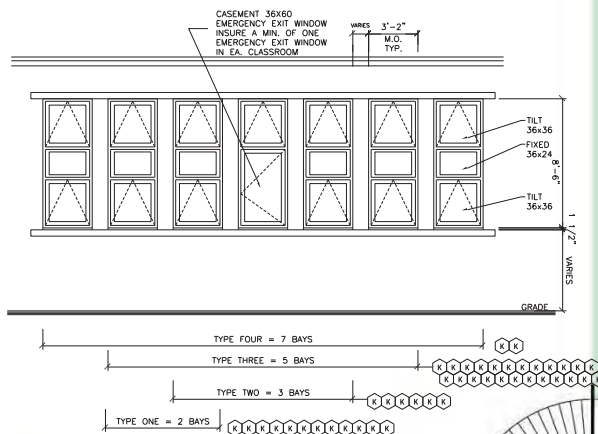 CASEMENT 36X60
EMERGENCY EXIT WINDOW
INSURE A MIN. OF ONE
EMERGENCY EXIT WINDOW
IN EA. CLASSROOM
VARIES
3'-2"
M.O.
TYP.
TILT
36x36
FIXED
36x24
8'-6"
TILT
36x36
1 1/2"
VARIES
GRADE
TYPE FOUR = 7 BAYS
K K
TYPE THREE = 5 BAYS
K K K K K K K K K K K K K
K K K K K K K K K K K K
TYPE TWO = 3 BAYS
K K K K K K
TYPE ONE = 2 BAYS
K K K K K K K K K K K K K